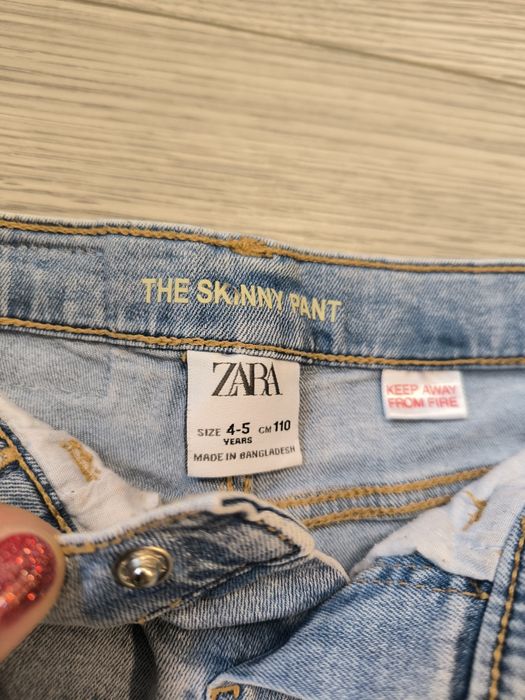 THE SKINNY PANT
ZARA
SIZE 4-5 CM 110
YEARS
MADE IN BANGLADESH
KEEP AWAY
FROM FIRE